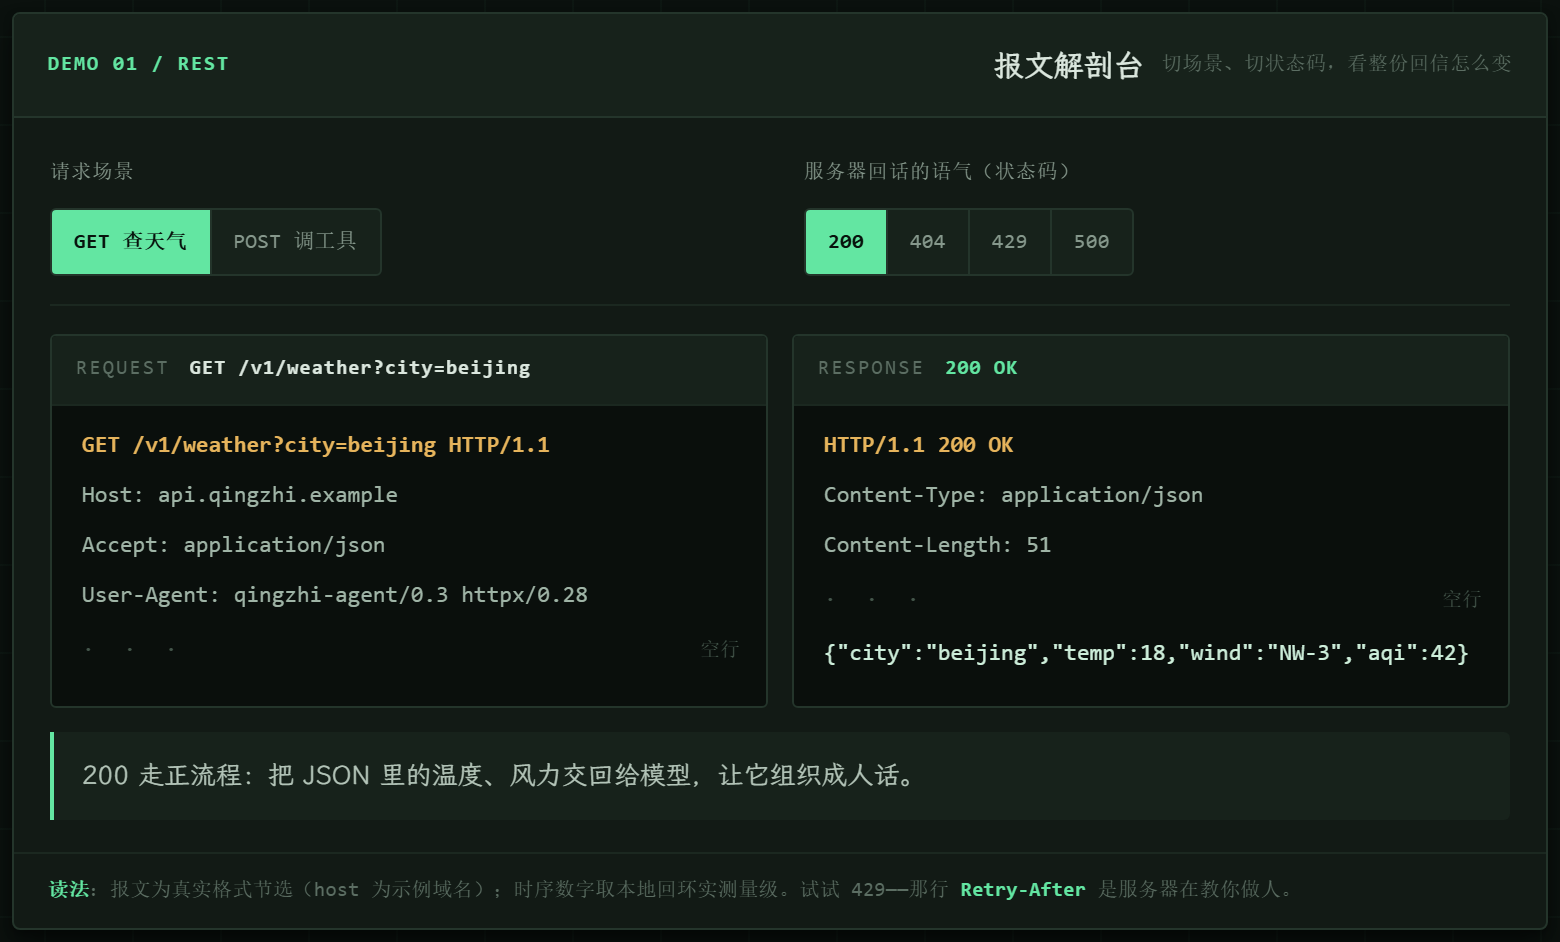 DEMO 01 / REST
报文解剖台 切场景、切状态码，看整份回信怎么变
请求场景
GET 查天气 POST 调工具
服务器回话的语气（状态码）
200 404 429 500
REQUEST GET /v1/weather?city=beijing
GET /v1/weather?city=beijing HTTP/1.1
Host: api.qingzhi.example
Accept: application/json
User-Agent: qingzhi-agent/0.3 httpx/0.28
· · · 空行
RESPONSE 200 OK
HTTP/1.1 200 OK
Content-Type: application/json
Content-Length: 51
· · · 空行
{"city":"beijing","temp":18,"wind":"NW-3","aqi":42}
200 走正流程：把 JSON 里的温度、风力交回给模型，让它组织成人话。
读法：报文为真实格式节选（host 为示例域名）；时序数字取本地回环实测量级。试试 429——那行 Retry-After 是服务器在教你做人。